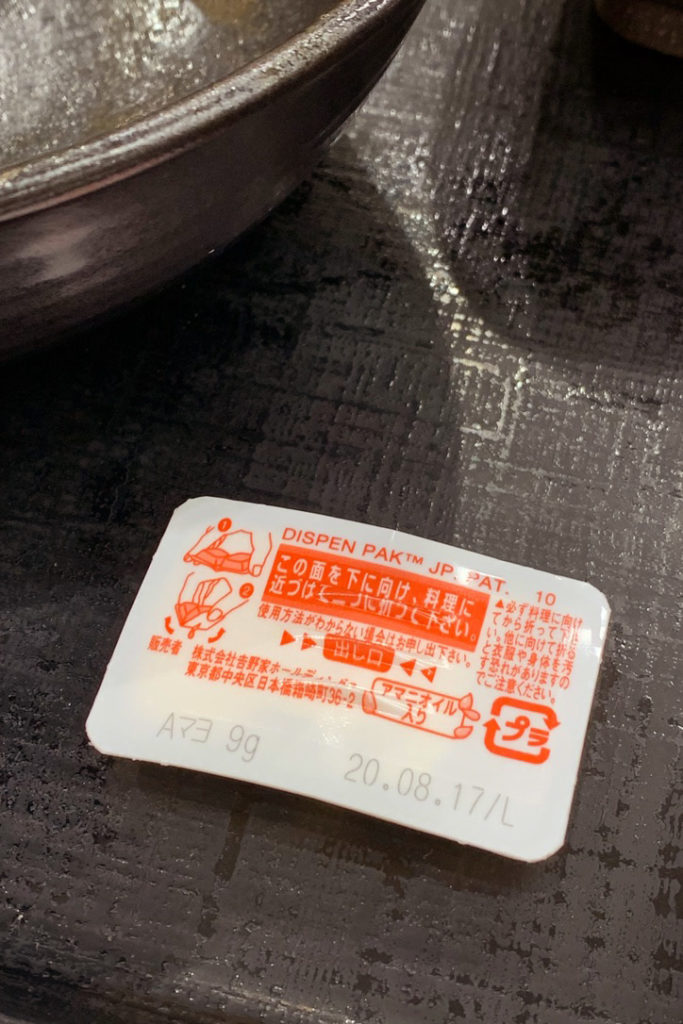 DISPEN PAK™ JP. PAT. 10
1
2
この面を下に向け、料理に
近づけて二つに折って下さい。
使用方法がわからない場合はお申し出下さい。
▶▶ 出し口 ◀◀
▲必ず料理に向け
てから折って下さ
い。他に向けて折る
と衣服や身体を汚
す恐れがありますの
でご注意ください。
販売者 株式会社吉野家ホールディングス
東京都中央区日本橋箱崎町36-2
アマニオイル
入り
プラ
Aマヨ 9g
20.08.17/L